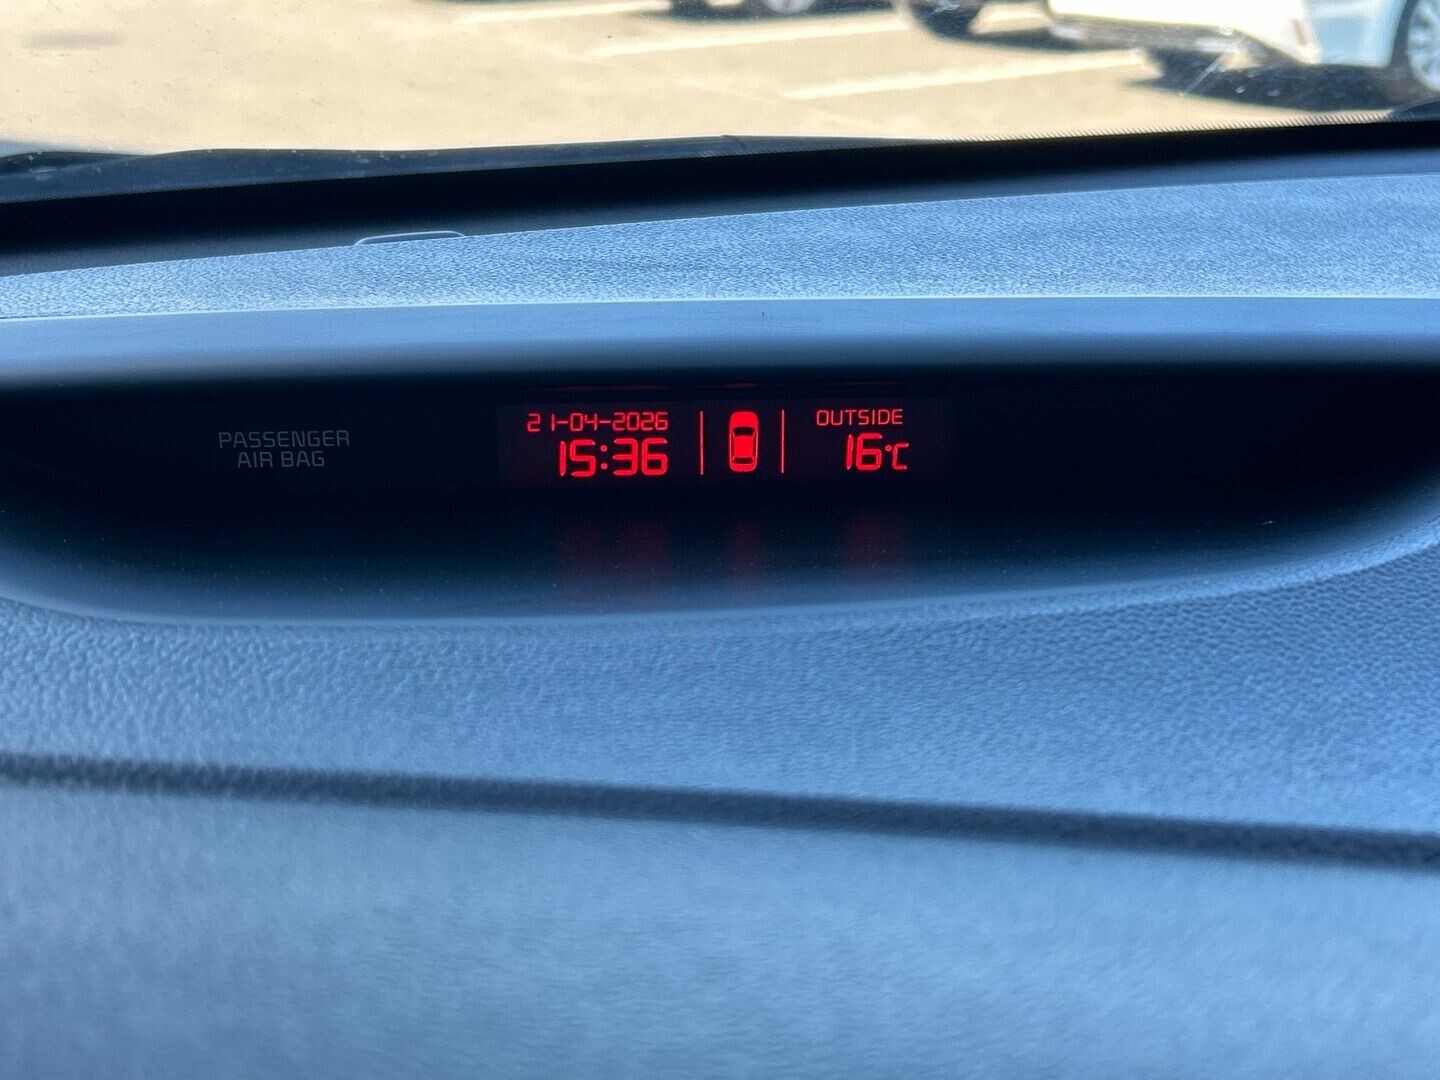 PASSENGER
AIR BAG
21-04-2026
15:36
OUTSIDE
16°C